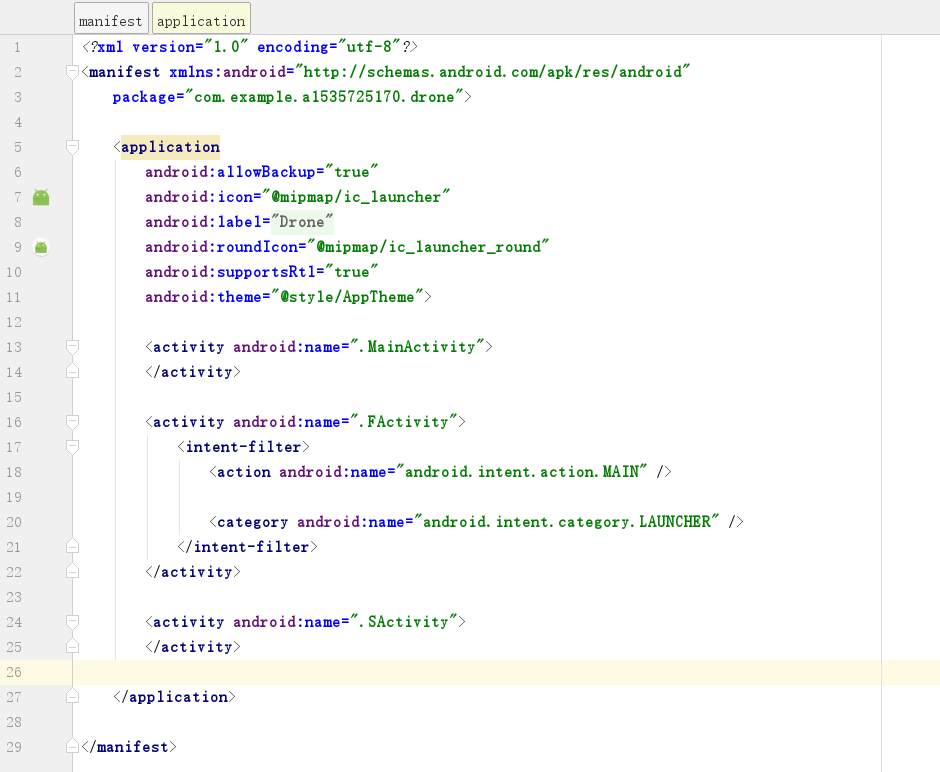 manifest application
1 <?xml version="1.0" encoding="utf-8"?>
2 <manifest xmlns:android="http://schemas.android.com/apk/res/android"
3 package="com.example.a1535725170.drone">
4
5 <application
6 android:allowBackup="true"
7 android:icon="@mipmap/ic_launcher"
8 android:label="Drone"
9 android:roundIcon="@mipmap/ic_launcher_round"
10 android:supportsRtl="true"
11 android:theme="@style/AppTheme">
12
13 <activity android:name=".MainActivity">
14 </activity>
15
16 <activity android:name=".FActivity">
17 <intent-filter>
18 <action android:name="android.intent.action.MAIN" />
19
20 <category android:name="android.intent.category.LAUNCHER" />
21 </intent-filter>
22 </activity>
23
24 <activity android:name=".SActivity">
25 </activity>
26
27 </application>
28
29 </manifest>